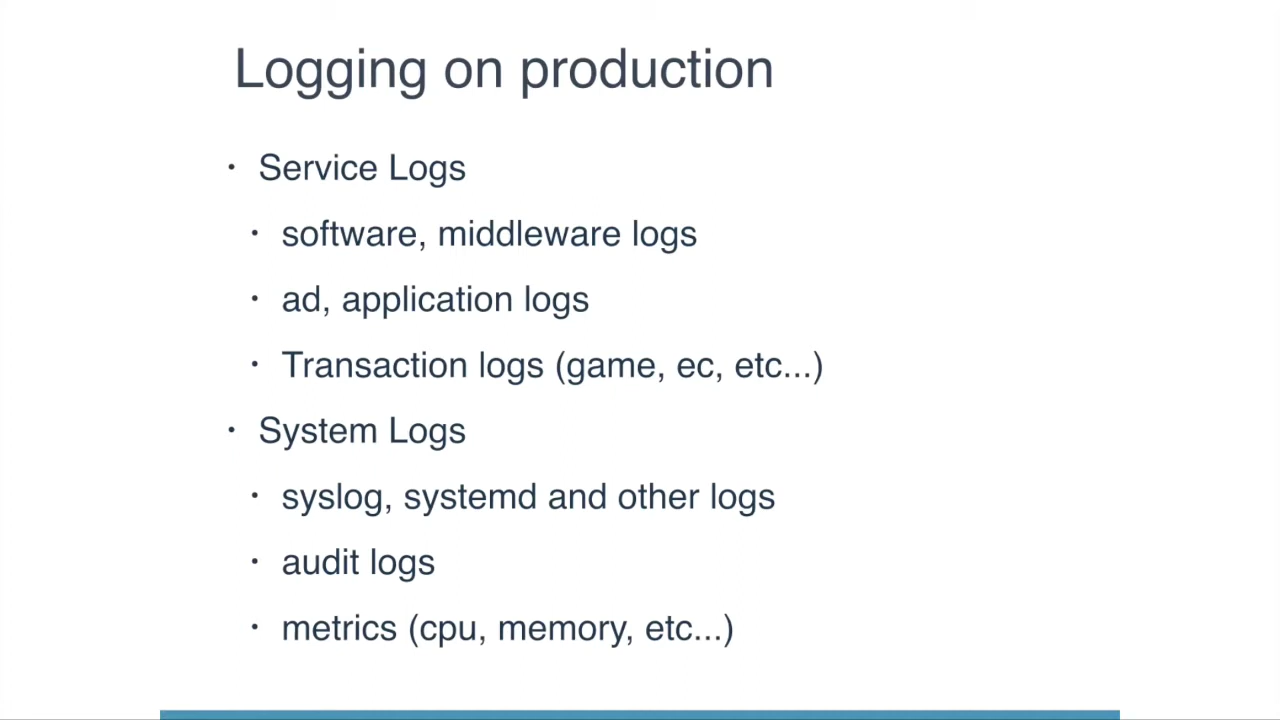 Logging on production
• Service Logs
• software, middleware logs
• ad, application logs
• Transaction logs (game, ec, etc...)
• System Logs
• syslog, systemd and other logs
• audit logs
• metrics (cpu, memory, etc...)